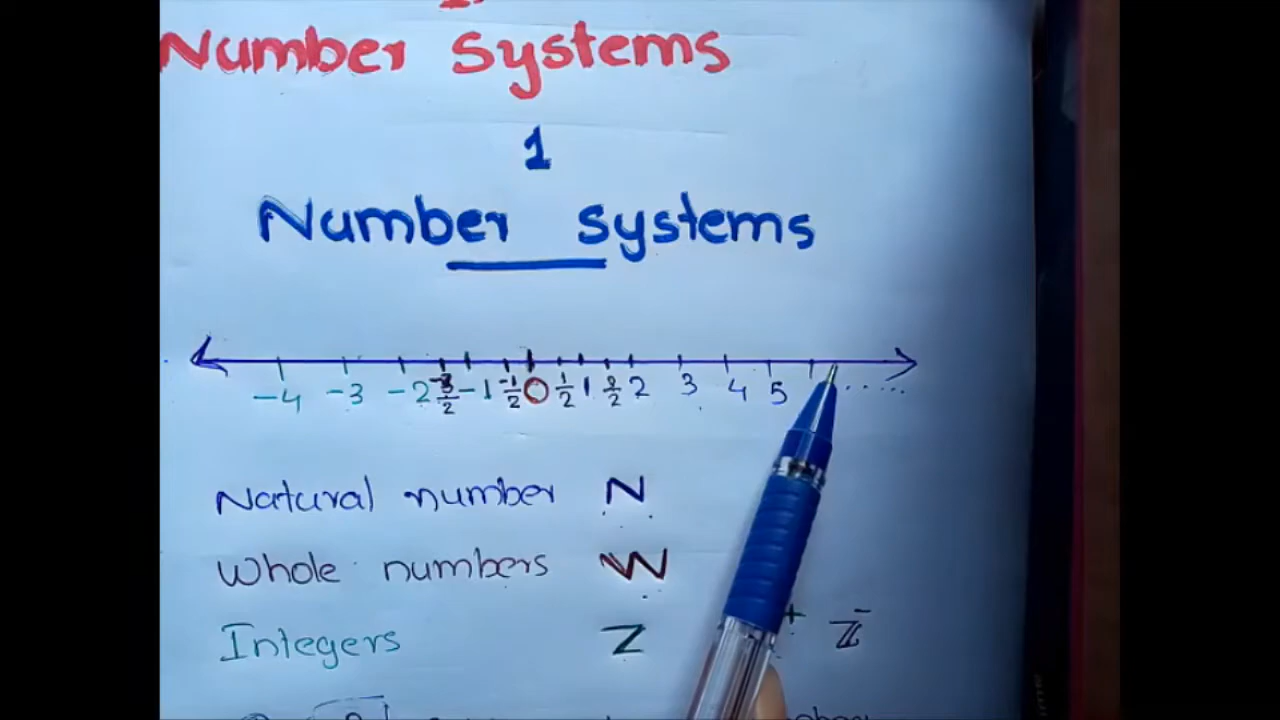 Number Systems
1
Number Systems
-4 -3 -2 -3/2 -1 -1/2 0 1/2 1 3/2 2 3 4 5 ......
Natural number N
Whole numbers W
Integers Z + Z-